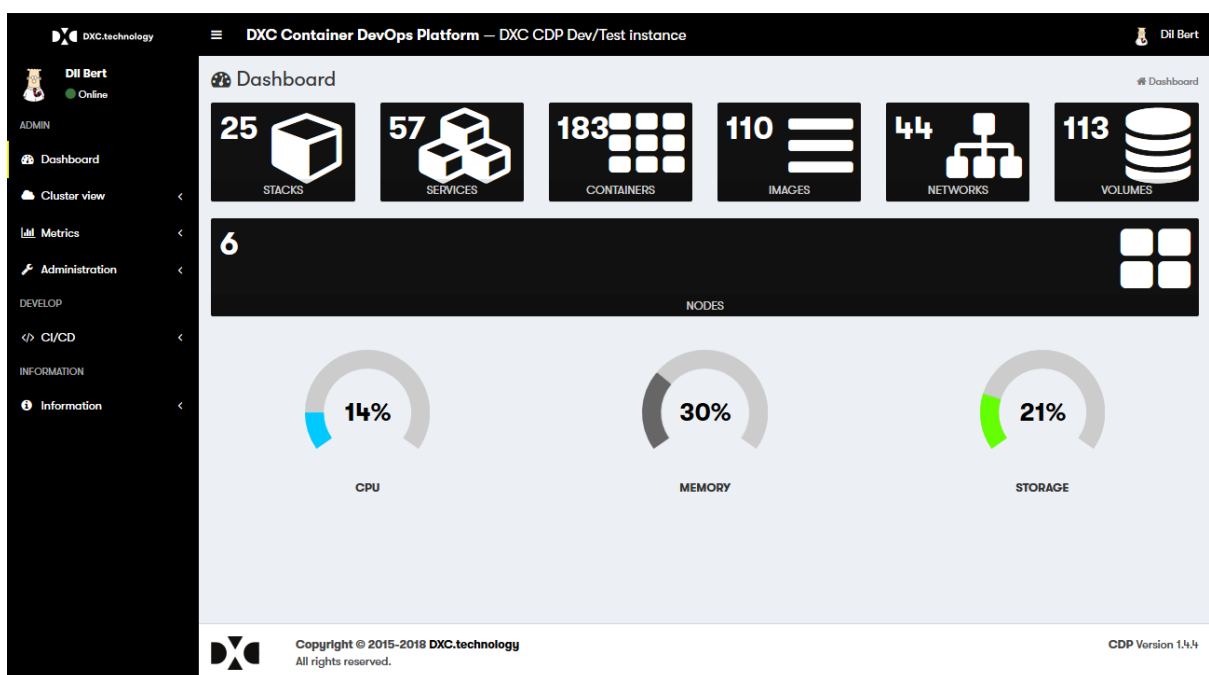 DXC.technology
DXC Container DevOps Platform — DXC CDP Dev/Test instance
Dil Bert
Dil Bert
Online
ADMIN
Dashboard
Cluster view
Metrics
Administration
DEVELOP
CI/CD
INFORMATION
Information
Dashboard
Dashboard
25
STACKS
57
SERVICES
183
CONTAINERS
110
IMAGES
44
NETWORKS
113
VOLUMES
6
NODES
14%
CPU
30%
MEMORY
21%
STORAGE
DXC
Copyright © 2015-2018 DXC.technology
All rights reserved.
CDP Version 1.4.4